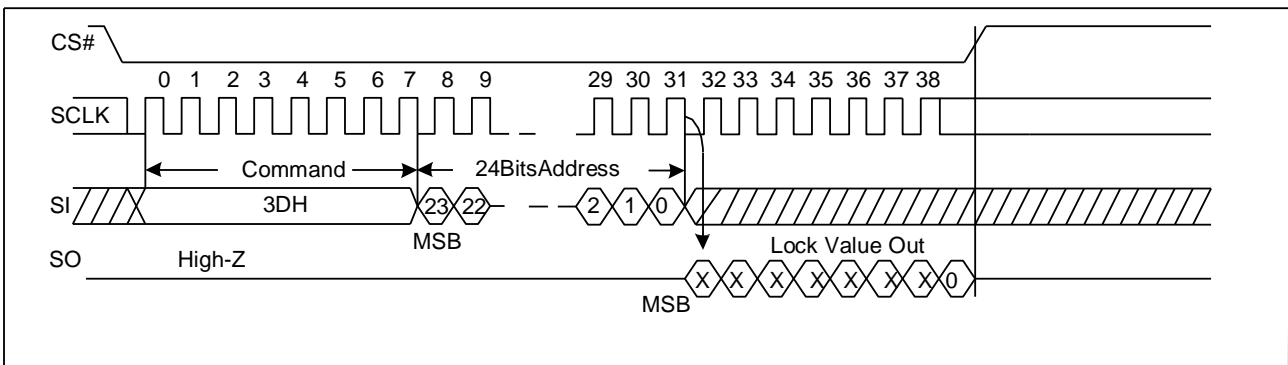 CS#
0 1 2 3 4 5 6 7 8 9 29 30 31 32 33 34 35 36 37 38
SCLK
Command 24BitsAddress
SI 3DH 23 22 2 1 0
MSB
SO High-Z Lock Value Out
X X X X X X X 0
MSB